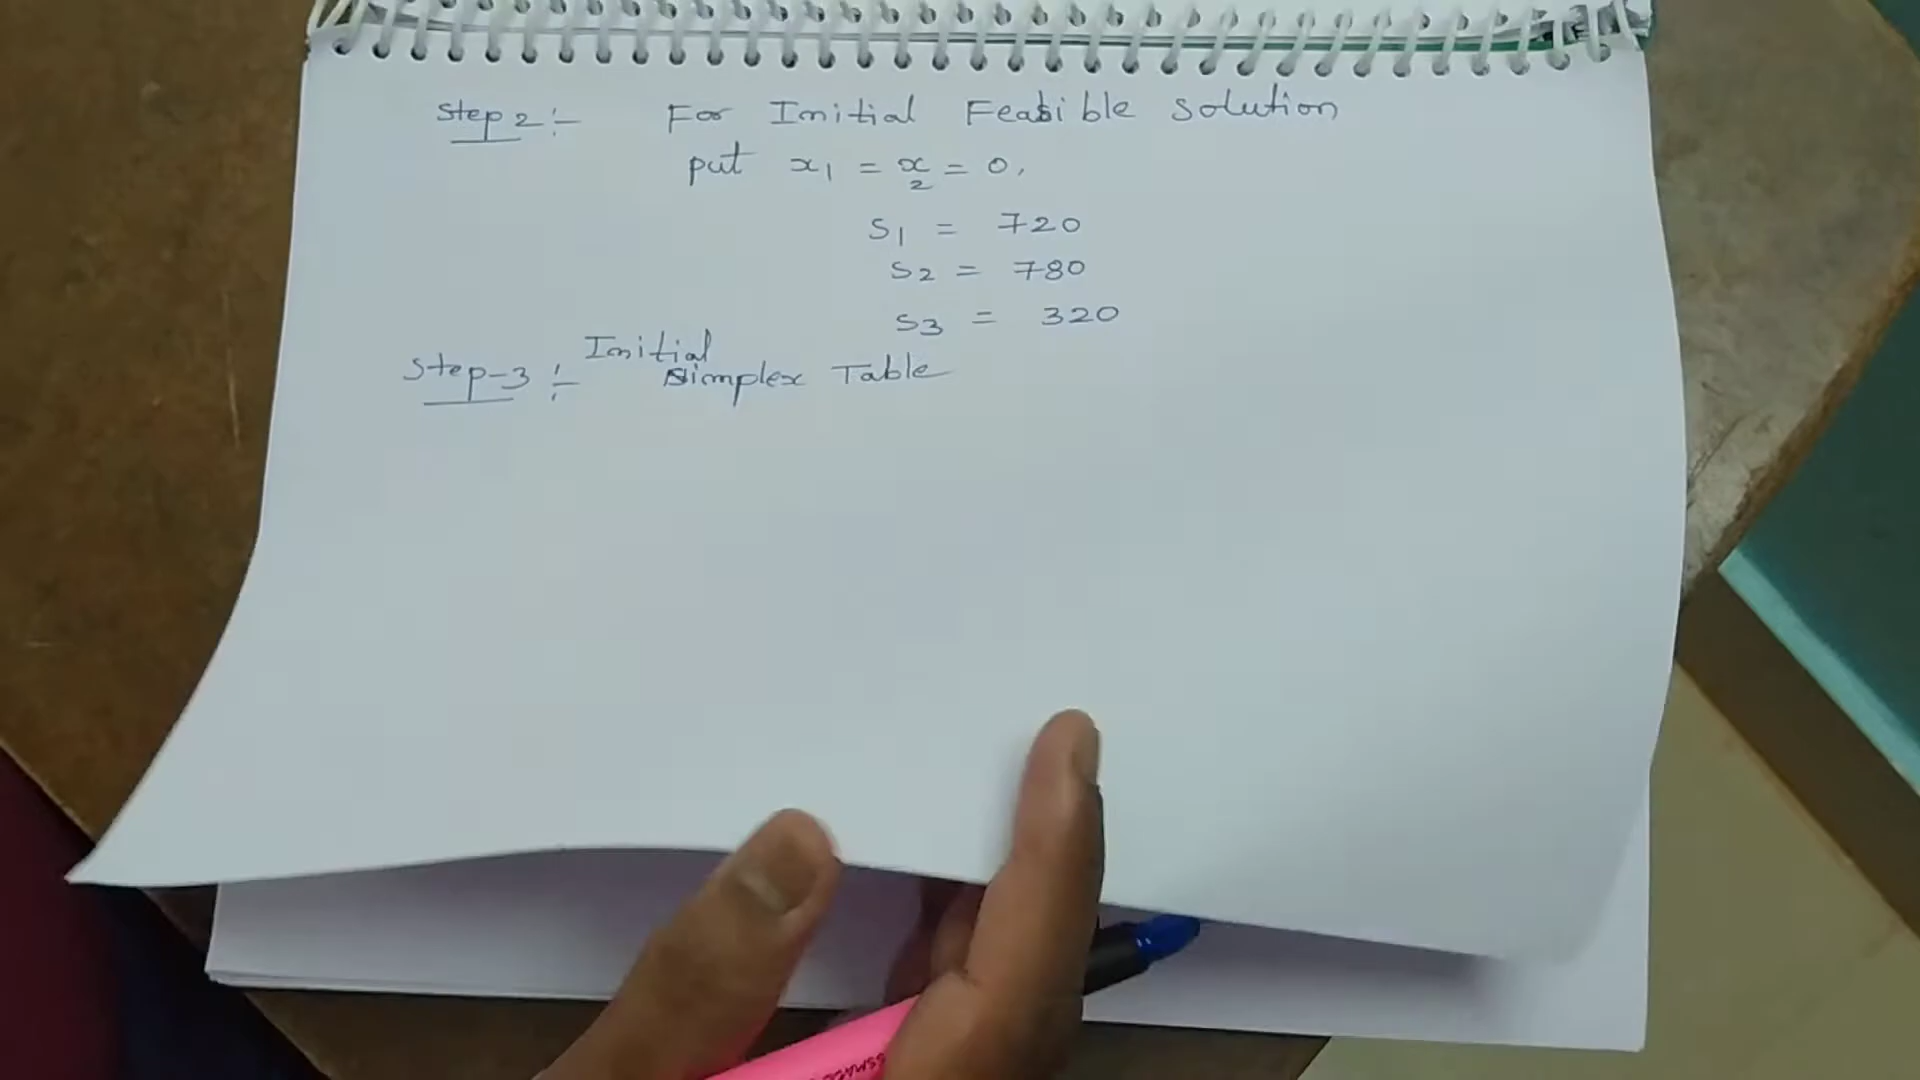 Step 2 :- For Initial Feasible Solution
put x1 = x2 = 0,
S1 = 720
S2 = 780
S3 = 320
Step-3 :- Initial
Simplex Table